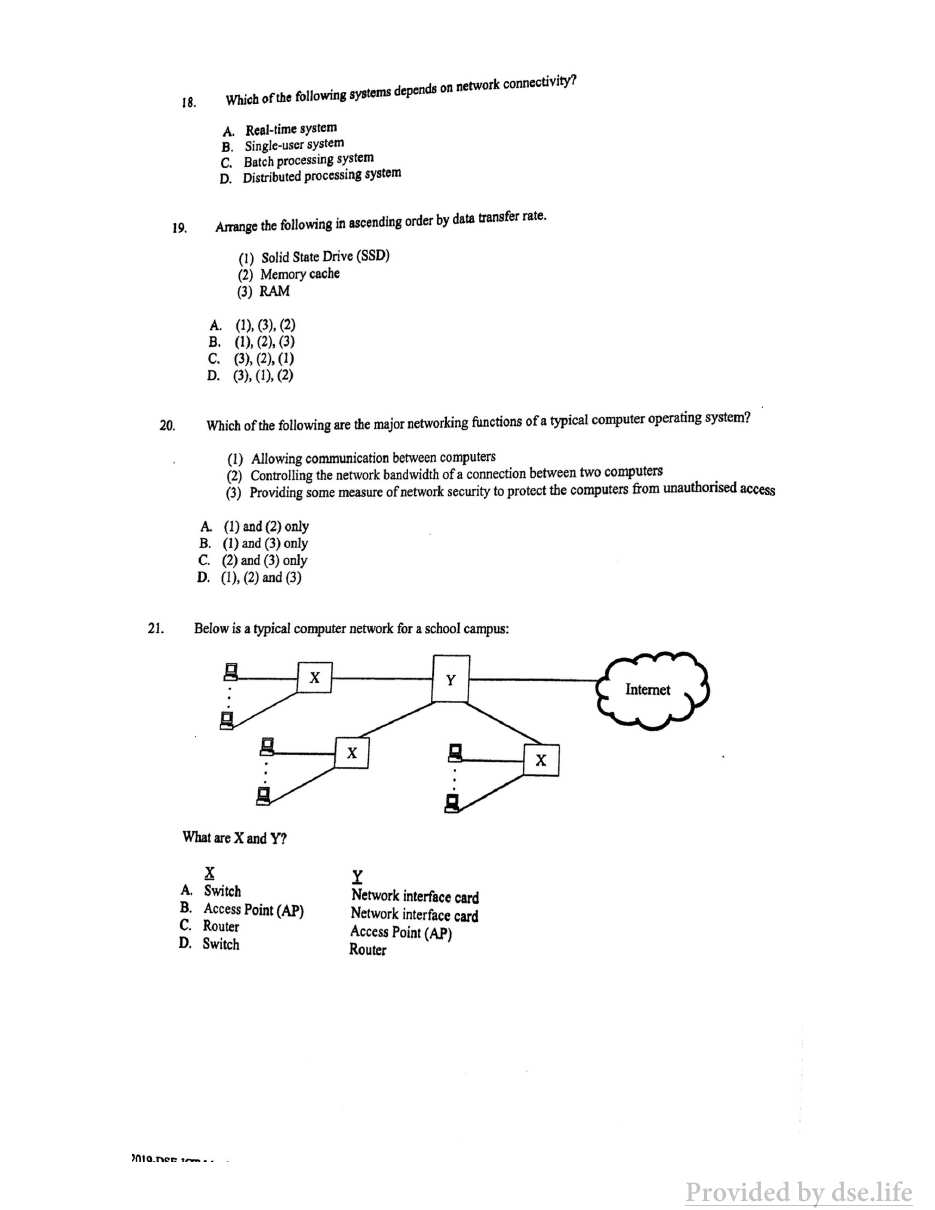 18. Which of the following systems depends on network connectivity?
A. Real-time system
B. Single-user system
C. Batch processing system
D. Distributed processing system
19. Arrange the following in ascending order by data transfer rate.
(1) Solid State Drive (SSD)
(2) Memory cache
(3) RAM
A. (1), (3), (2)
B. (1), (2), (3)
C. (3), (2), (1)
D. (3), (1), (2)
20. Which of the following are the major networking functions of a typical computer operating system?
(1) Allowing communication between computers
(2) Controlling the network bandwidth of a connection between two computers
(3) Providing some measure of network security to protect the computers from unauthorised access
A. (1) and (2) only
B. (1) and (3) only
C. (2) and (3) only
D. (1), (2) and (3)
21. Below is a typical computer network for a school campus:
X Y Internet
X X
What are X and Y?
X Y
A. Switch Network interface card
B. Access Point (AP) Network interface card
C. Router Access Point (AP)
D. Switch Router
Provided by dse.life